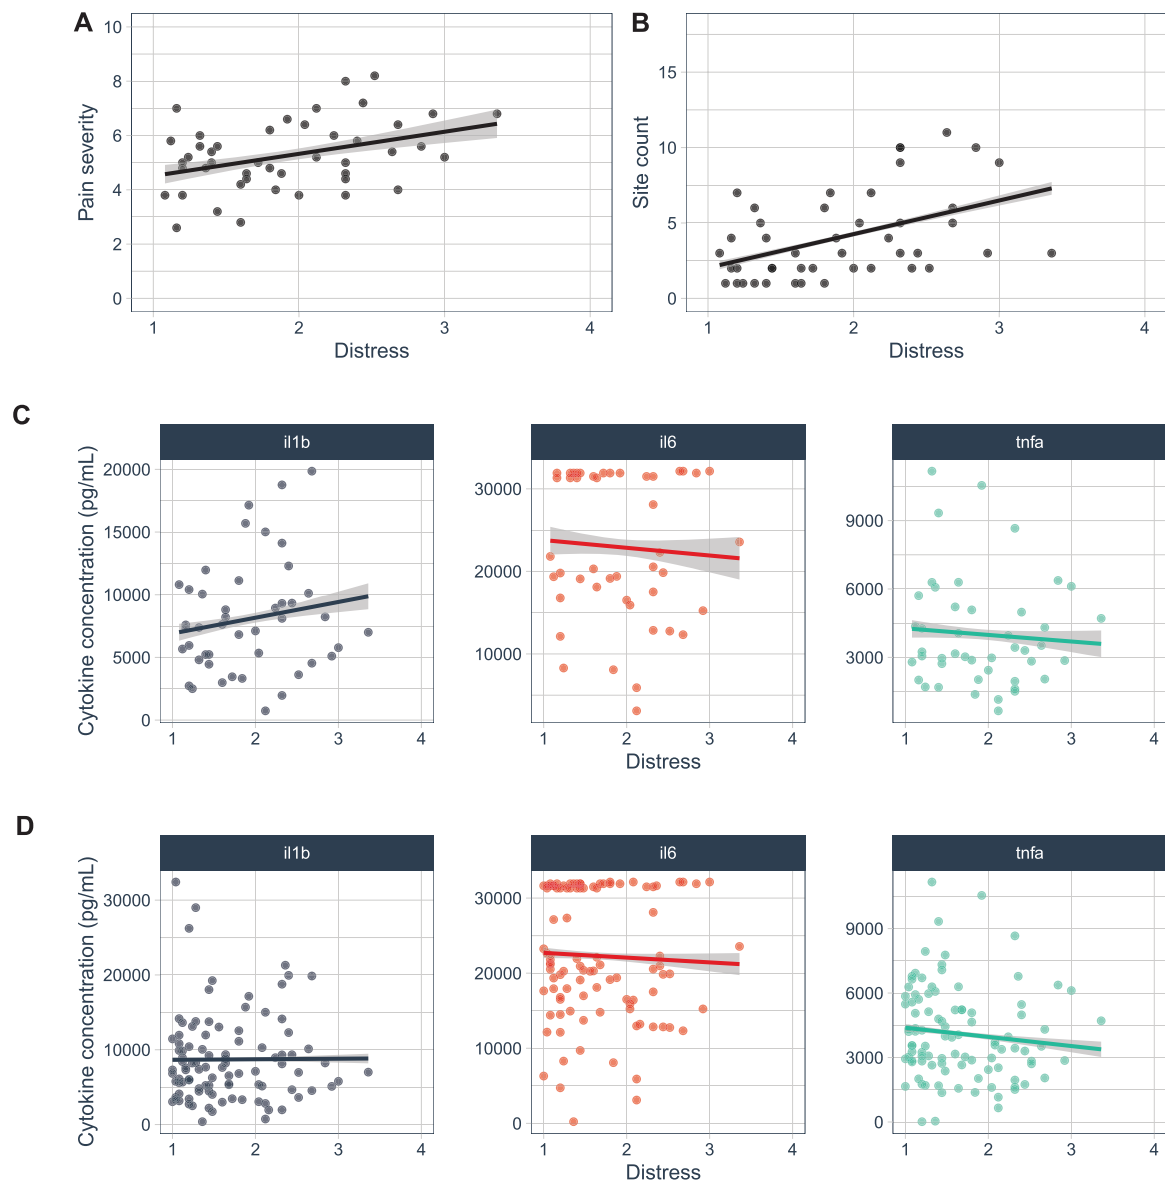 A
Pain severity
10
8
6
4
2
0
1 2 3 4
Distress
B
Site count
15
10
5
0
1 2 3 4
Distress
C
Cytokine concentration (pg/mL)
il1b
20000
15000
10000
5000
0
1 2 3 4
il6
30000
20000
10000
1 2 3 4
Distress
tnfa
9000
6000
3000
1 2 3 4
D
Cytokine concentration (pg/mL)
il1b
30000
20000
10000
0
1 2 3 4
il6
30000
20000
10000
0
1 2 3 4
Distress
tnfa
9000
6000
3000
0
1 2 3 4